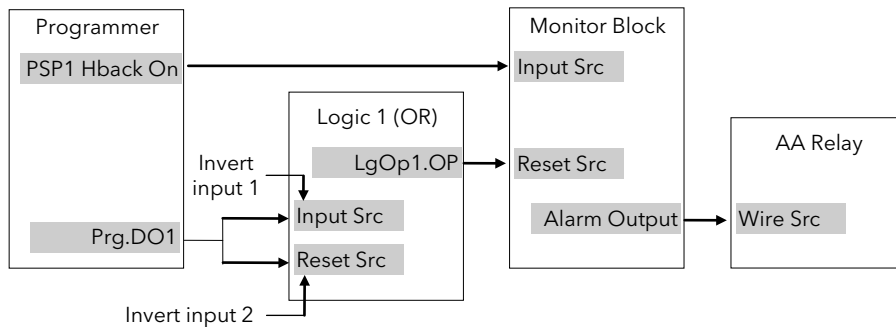 Programmer
PSP1 Hback On
Prg.DO1
Invert
input 1
Logic 1 (OR)
LgOp1.OP
Input Src
Reset Src
Invert input 2
Monitor Block
Input Src
Reset Src
Alarm Output
AA Relay
Wire Src